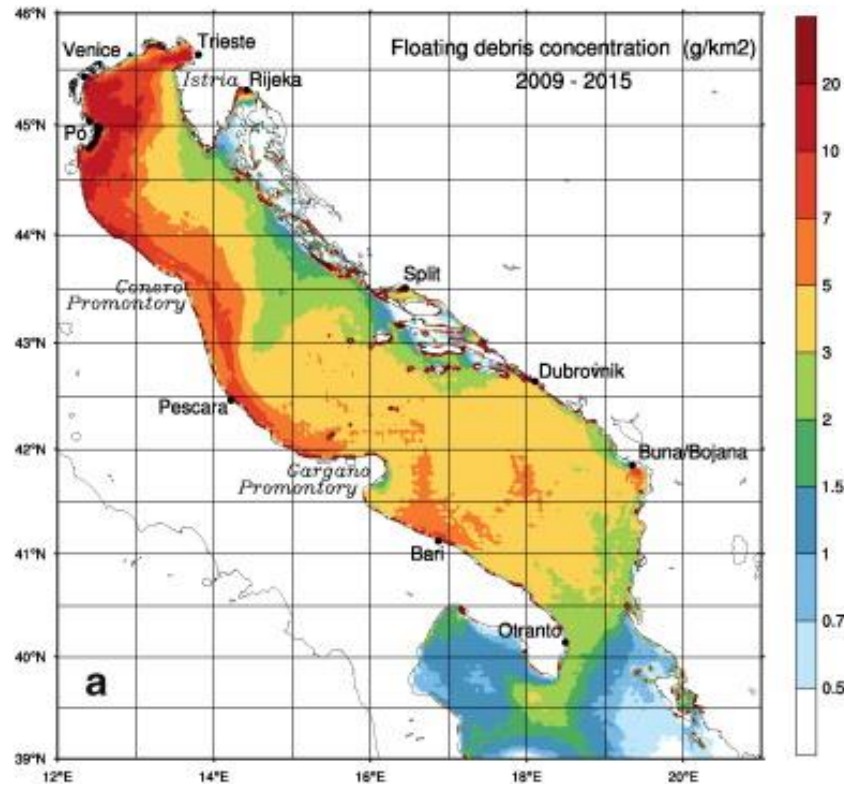 Floating debris concentration (g/km2)
2009 - 2015
46°N
45°N
44°N
43°N
42°N
41°N
40°N
39°N
12°E
14°E
16°E
18°E
20°E
Venice
Trieste
Istria
Rijeka
Po
Conero
Promontory
Split
Dubrovnik
Pescara
Buna/Bojana
Gargano
Promontory
Bari
Otranto
a
20
10
7
5
3
2
1.5
1
0.7
0.5